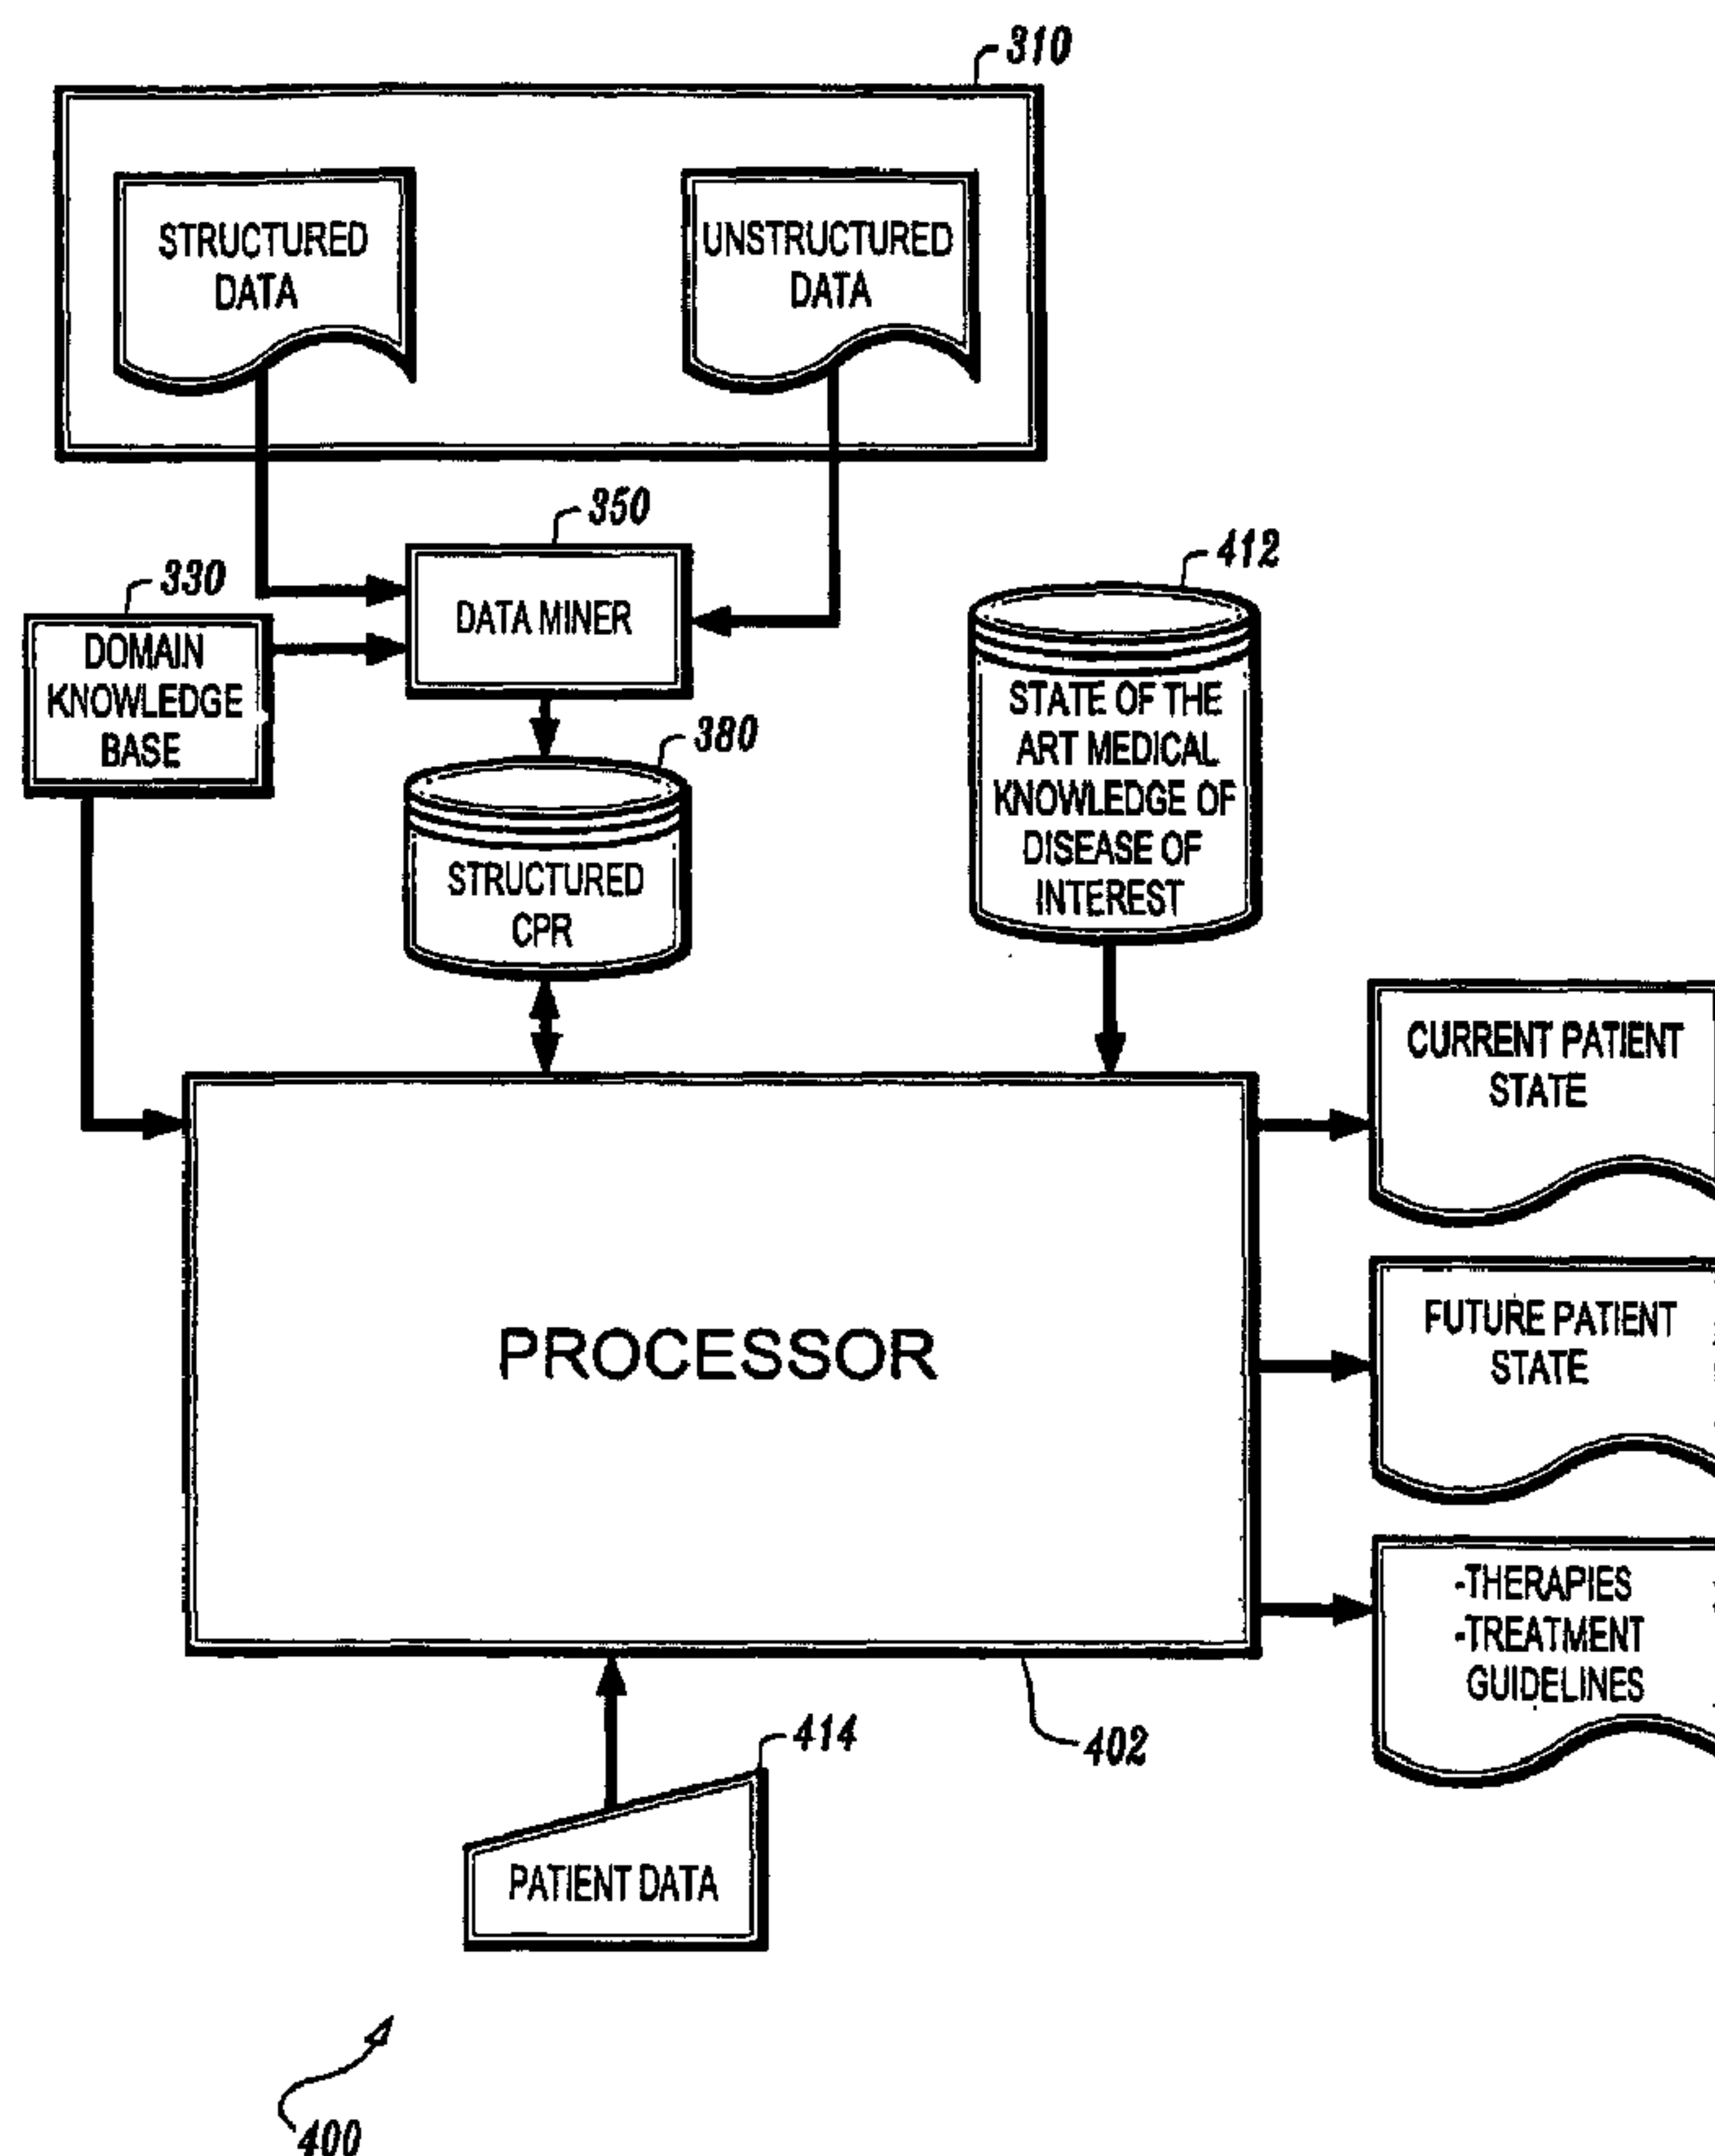 310
STRUCTURED
DATA
UNSTRUCTURED
DATA
350
330
DATA MINER
DOMAIN
KNOWLEDGE
BASE
412
STATE OF THE
ART MEDICAL
KNOWLEDGE OF
DISEASE OF
INTEREST
380
STRUCTURED
CPR
CURRENT PATIENT
STATE
PROCESSOR
FUTURE PATIENT
STATE
-THERAPIES
-TREATMENT
GUIDELINES
402
414
PATIENT DATA
400